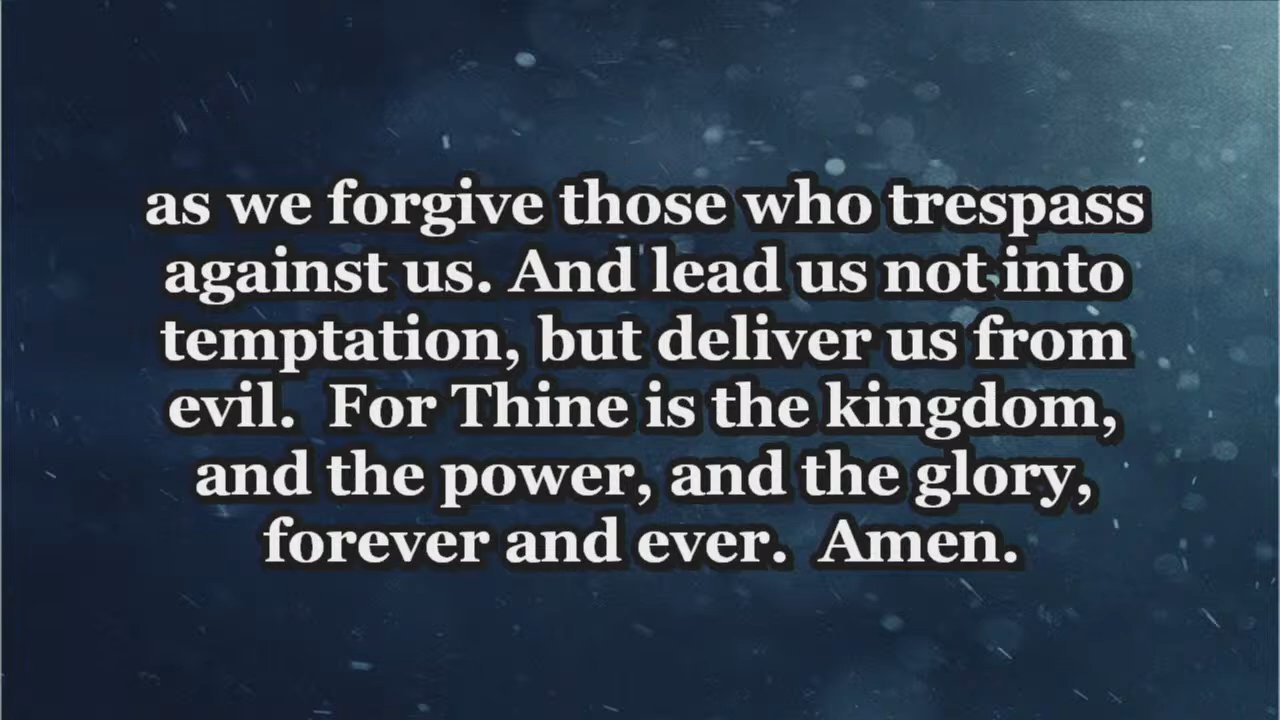 as we forgive those who trespass
against us. And lead us not into
temptation, but deliver us from
evil.  For Thine is the kingdom,
and the power, and the glory,
forever and ever.  Amen.